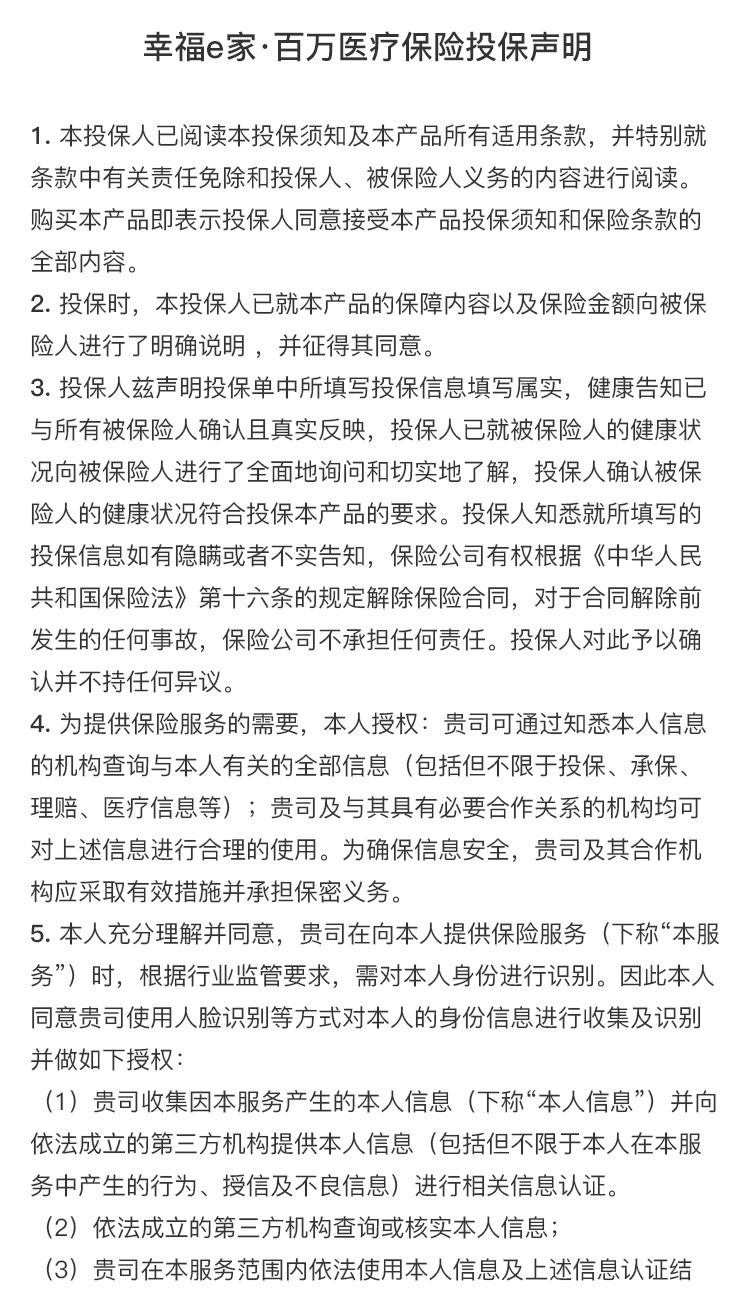 幸福e家·百万医疗保险投保声明
1. 本投保人已阅读本投保须知及本产品所有适用条款，并特别就
条款中有关责任免除和投保人、被保险人义务的内容进行阅读。
购买本产品即表示投保人同意接受本产品投保须知和保险条款的
全部内容。
2. 投保时，本投保人已就本产品的保障内容以及保险金额向被保
险人进行了明确说明 ，并征得其同意。
3. 投保人兹声明投保单中所填写投保信息填写属实，健康告知已
与所有被保险人确认且真实反映，投保人已就被保险人的健康状
况向被保险人进行了全面地询问和切实地了解，投保人确认被保
险人的健康状况符合投保本产品的要求。投保人知悉就所填写的
投保信息如有隐瞒或者不实告知，保险公司有权根据《中华人民
共和国保险法》第十六条的规定解除保险合同，对于合同解除前
发生的任何事故，保险公司不承担任何责任。投保人对此予以确
认并不持任何异议。
4. 为提供保险服务的需要，本人授权：贵司可通过知悉本人信息
的机构查询与本人有关的全部信息（包括但不限于投保、承保、
理赔、医疗信息等）；贵司及与其具有必要合作关系的机构均可
对上述信息进行合理的使用。为确保信息安全，贵司及其合作机
构应采取有效措施并承担保密义务。
5. 本人充分理解并同意，贵司在向本人提供保险服务（下称“本服
务”）时，根据行业监管要求，需对本人身份进行识别。因此本人
同意贵司使用人脸识别等方式对本人的身份信息进行收集及识别
并做如下授权：
（1）贵司收集因本服务产生的本人信息（下称“本人信息”）并向
依法成立的第三方机构提供本人信息（包括但不限于本人在本服
务中产生的行为、授信及不良信息）进行相关信息认证。
（2）依法成立的第三方机构查询或核实本人信息；
（3）贵司在本服务范围内依法使用本人信息及上述信息认证结